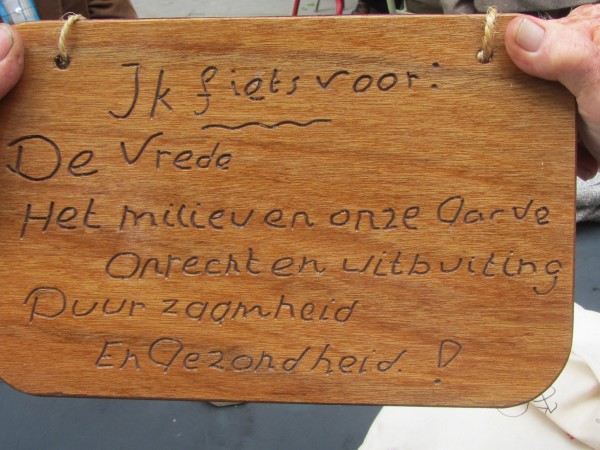 Ik fiets voor:
De Vrede
Het milieu en onze aarde
Onrecht en uitbuiting
Duurzaamheid
En Gezondheid. !